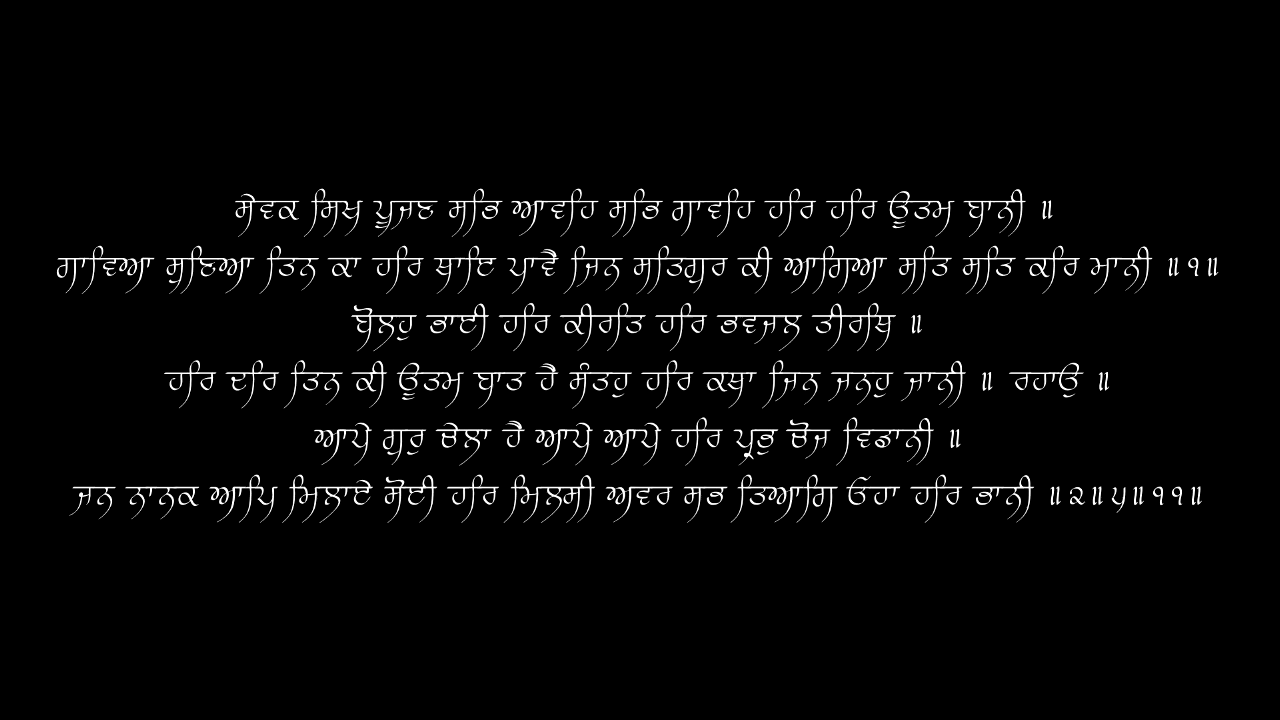 ਸੇਵਕ ਸਿਖ ਪੂਜਣ ਸਭਿ ਆਵਹਿ ਸਭਿ ਗਾਵਹਿ ਹਰਿ ਹਰਿ ਊਤਮ ਬਾਨੀ ॥
ਗਾਵਿਆ ਸੁਣਿਆ ਤਿਨ ਕਾ ਹਰਿ ਥਾਇ ਪਾਵੈ ਜਿਨ ਸਤਿਗੁਰ ਕੀ ਆਗਿਆ ਸਤਿ ਸਤਿ ਕਰਿ ਮਾਨੀ ॥੧॥
ਬੋਲਹੁ ਭਾਈ ਹਰਿ ਕੀਰਤਿ ਹਰਿ ਭਵਜਲ ਤੀਰਥਿ ॥
ਹਰਿ ਦਰਿ ਤਿਨ ਕੀ ਊਤਮ ਬਾਤ ਹੈ ਸੰਤਹੁ ਹਰਿ ਕਥਾ ਜਿਨ ਜਨਹੁ ਜਾਨੀ ॥ ਰਹਾਉ ॥
ਆਪੇ ਗੁਰੁ ਚੇਲਾ ਹੈ ਆਪੇ ਆਪੇ ਹਰਿ ਪ੍ਰਭੁ ਚੋਜ ਵਿਡਾਨੀ ॥
ਜਨ ਨਾਨਕ ਆਪਿ ਮਿਲਾਏ ਸੋਈ ਹਰਿ ਮਿਲਸੀ ਅਵਰ ਸਭ ਤਿਆਗਿ ਓਹਾ ਹਰਿ ਭਾਨੀ ॥੨॥੫॥੧੧॥